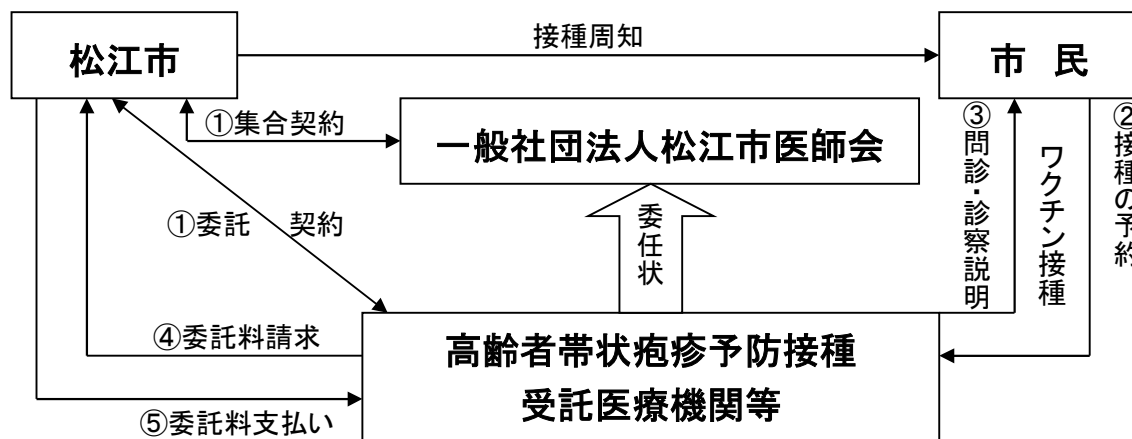 接種周知
松江市
市 民
①集合契約
一般社団法人松江市医師会
①委託 契約
委任状
③問診・診察説明
ワクチン接種
②接種の予約
④委託料請求
高齢者帯状疱疹予防接種
受託医療機関等
⑤委託料支払い